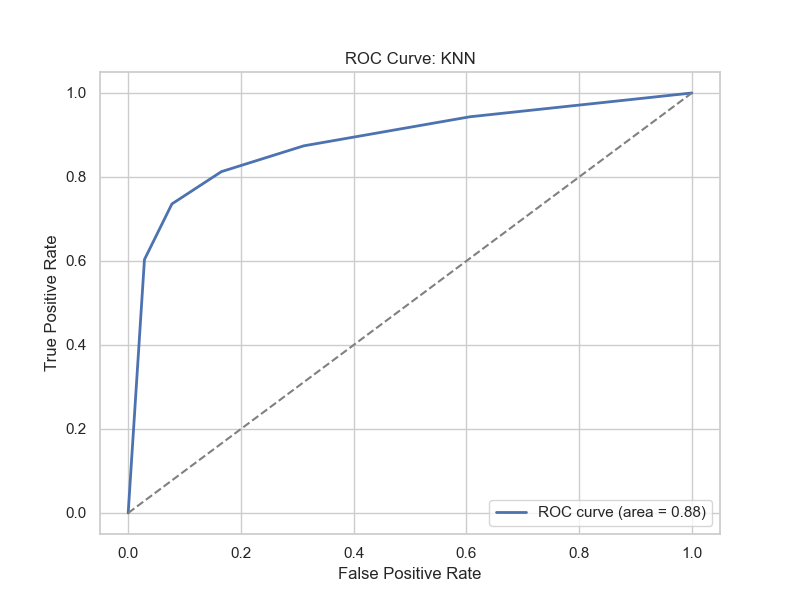 ROC Curve: KNN
True Positive Rate
1.0
0.8
0.6
0.4
0.2
0.0
ROC curve (area = 0.88)
0.0 0.2 0.4 0.6 0.8 1.0
False Positive Rate